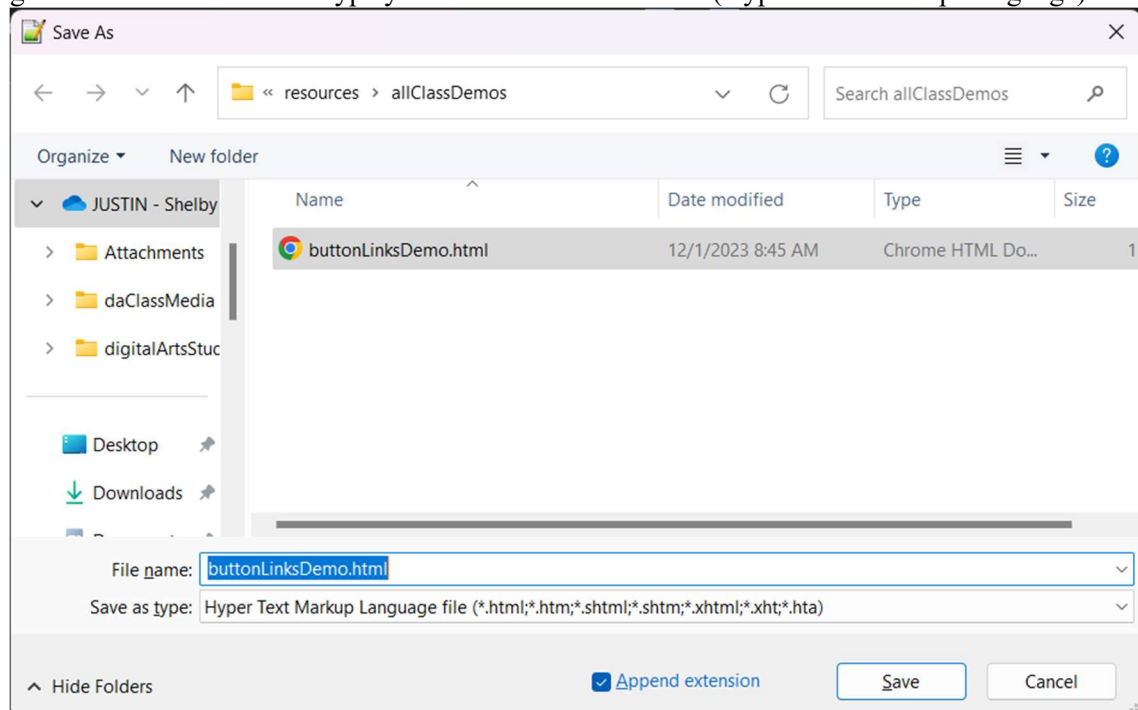 Save As
« resources > allClassDemos
Search allClassDemos
Organize
New folder
Name Date modified Type Size
JUSTIN - Shelby
Attachments
daClassMedia
digitalArtsStuc
buttonLinksDemo.html 12/1/2023 8:45 AM Chrome HTML Do... 1
Desktop
Downloads
File name: buttonLinksDemo.html
Save as type: Hyper Text Markup Language file (*.html;*.htm;*.shtml;*.shtm;*.xhtml;*.xht;*.hta)
Hide Folders
Append extension
Save
Cancel